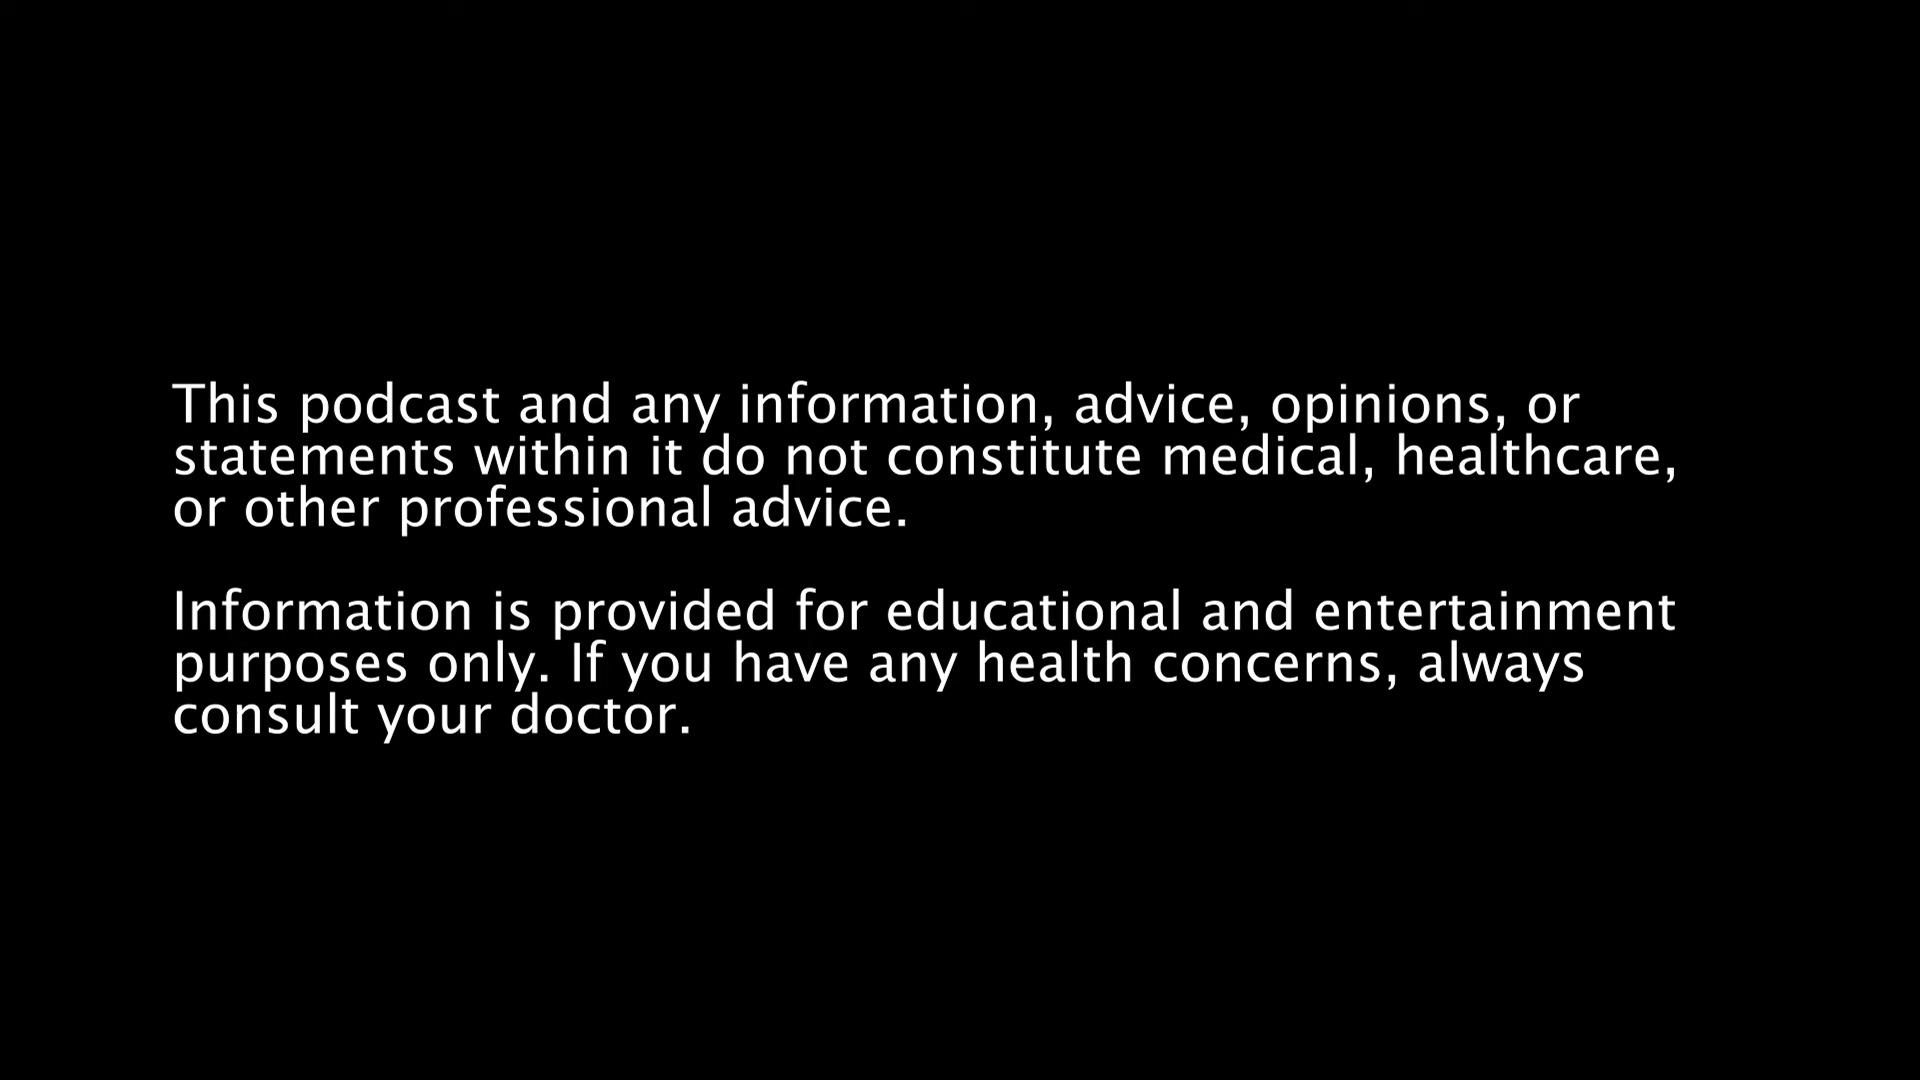 This podcast and any information, advice, opinions, or
statements within it do not constitute medical, healthcare,
or other professional advice.
Information is provided for educational and entertainment
purposes only. If you have any health concerns, always
consult your doctor.